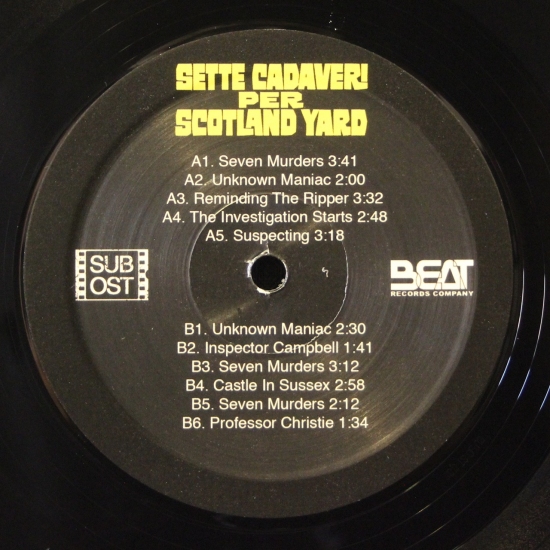 SETTE CADAVERI
PER
SCOTLAND YARD
A1. Seven Murders 3:41
A2. Unknown Maniac 2:00
A3. Reminding The Ripper 3:32
A4. The Investigation Starts 2:48
A5. Suspecting 3:18
SUB
OST
BEAT
RECORDS COMPANY
B1. Unknown Maniac 2:30
B2. Inspector Campbell 1:41
B3. Seven Murders 3:12
B4. Castle In Sussex 2:58
B5. Seven Murders 2:12
B6. Professor Christie 1:34